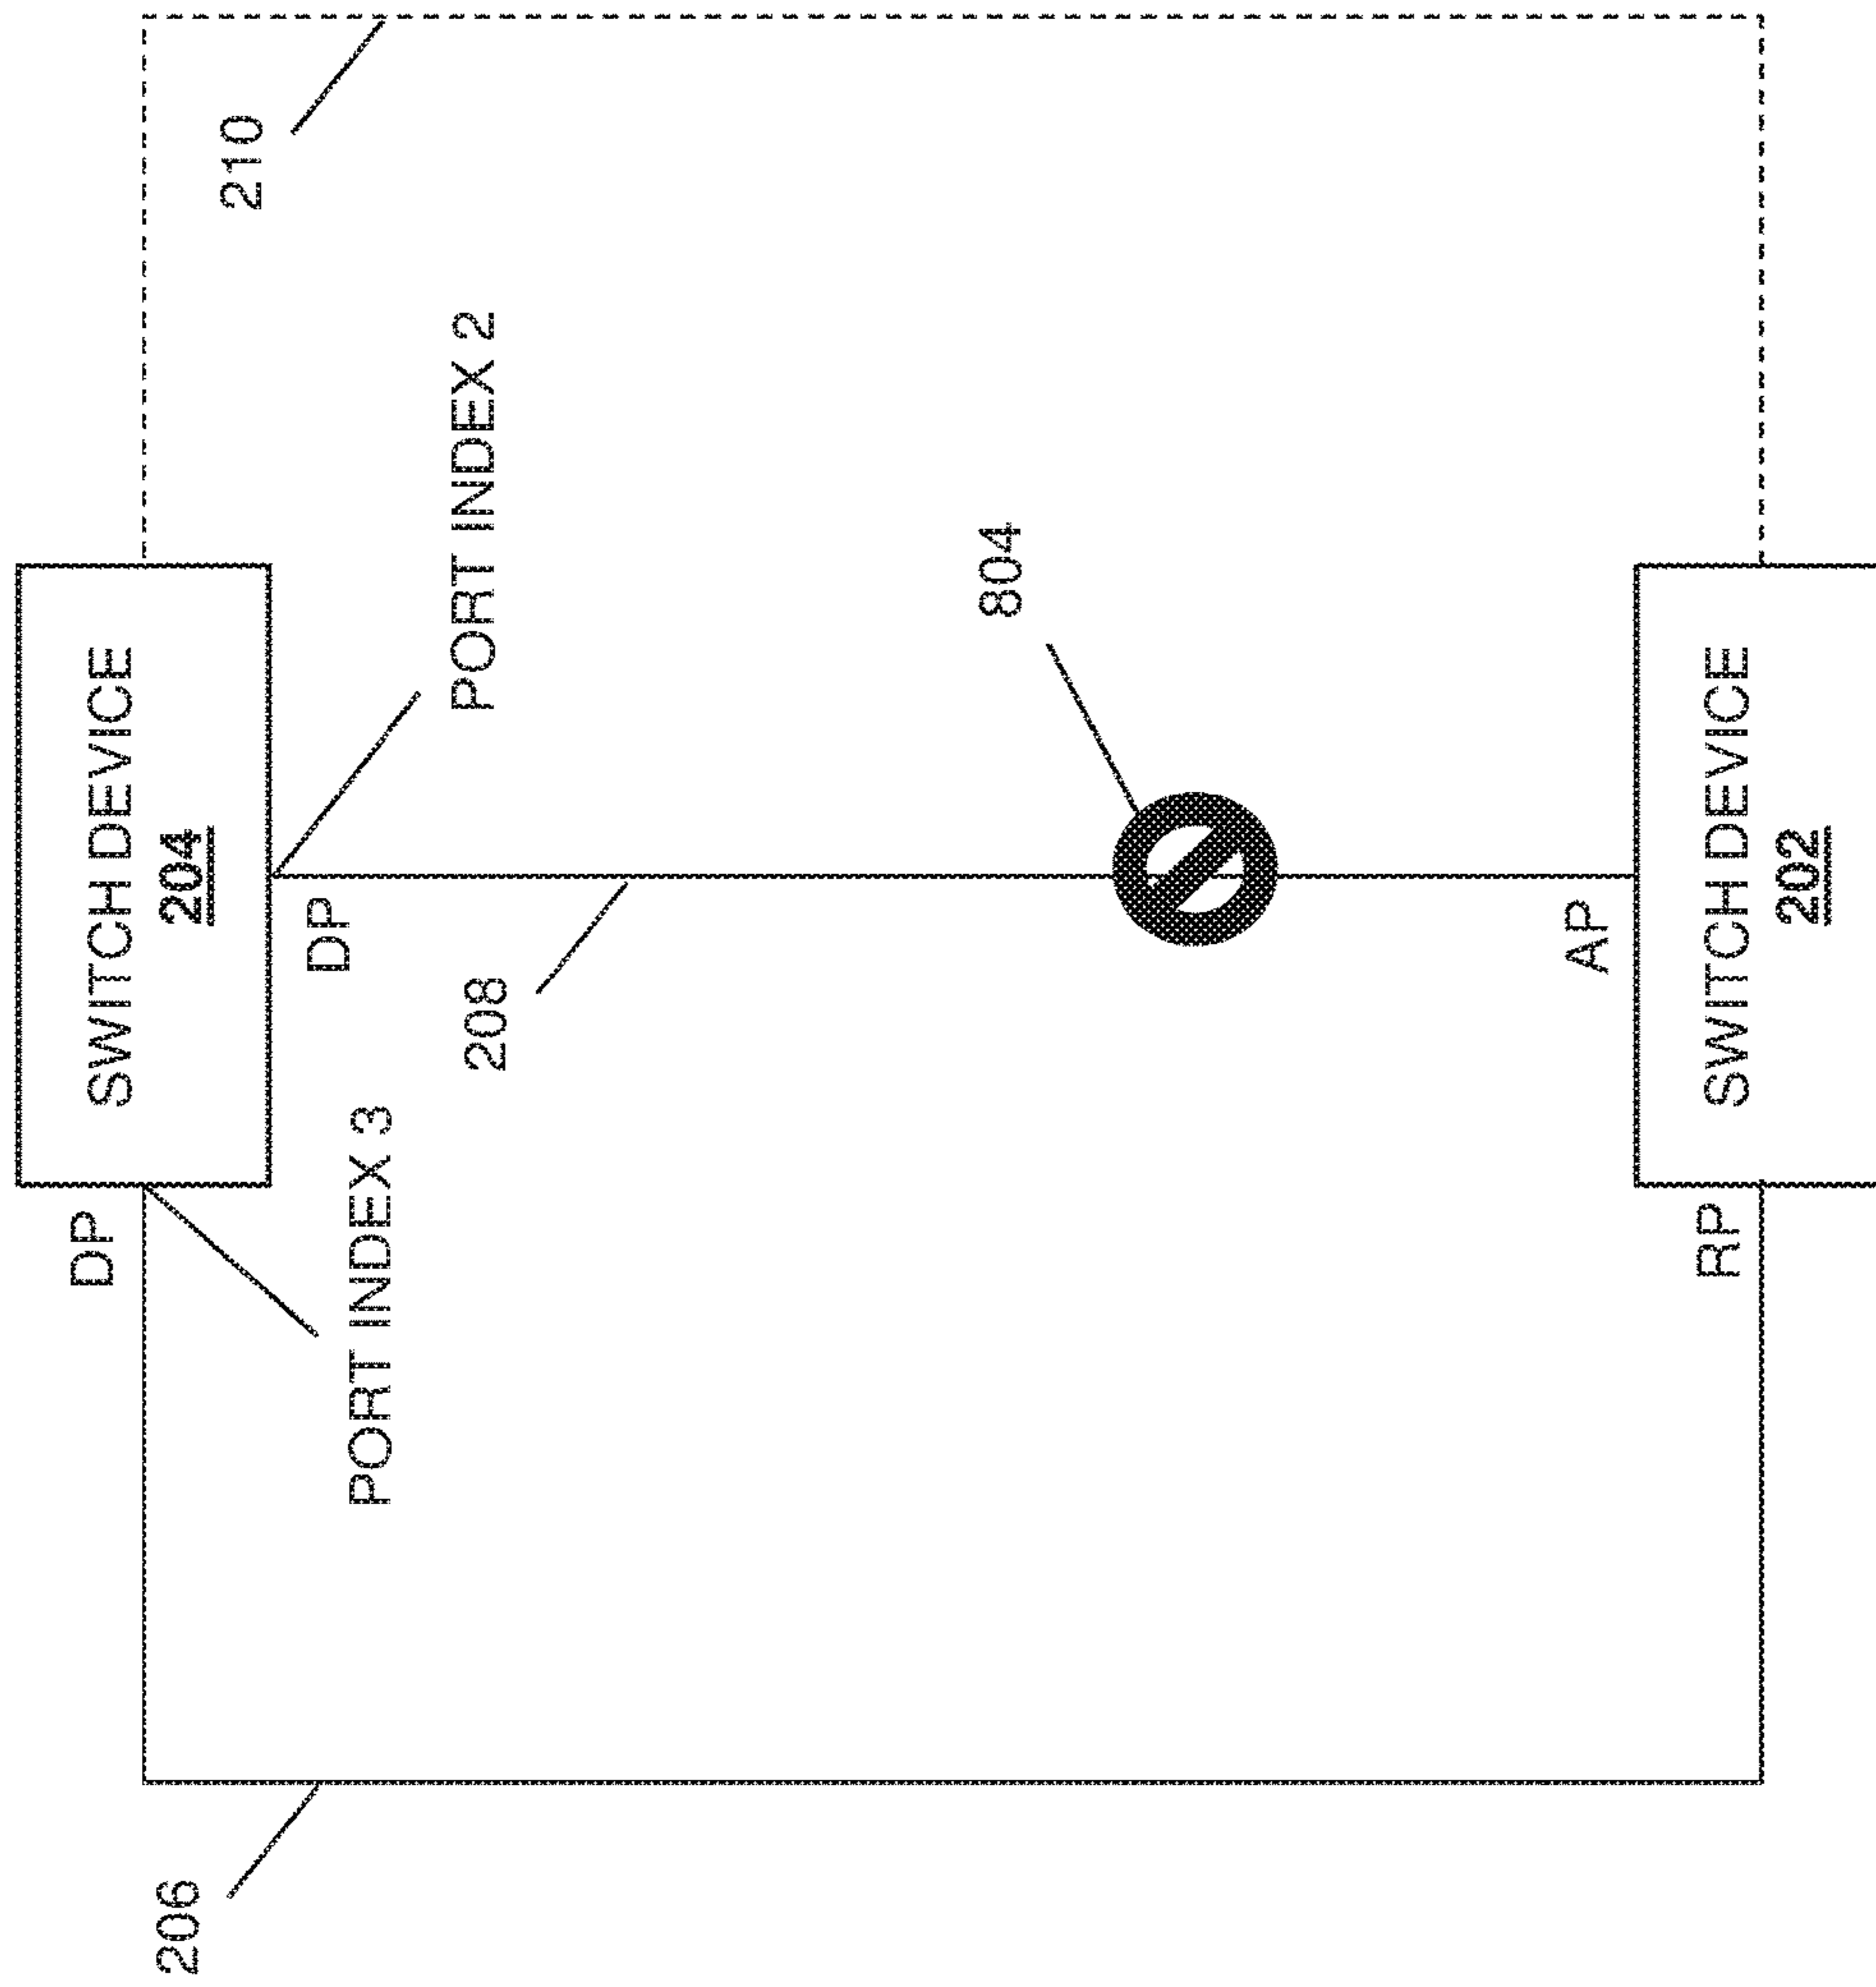 DP
SWITCH DEVICE
204
206
210
DP
PORT INDEX 3
PORT INDEX 2
208
804
AP
RP
SWITCH DEVICE
202